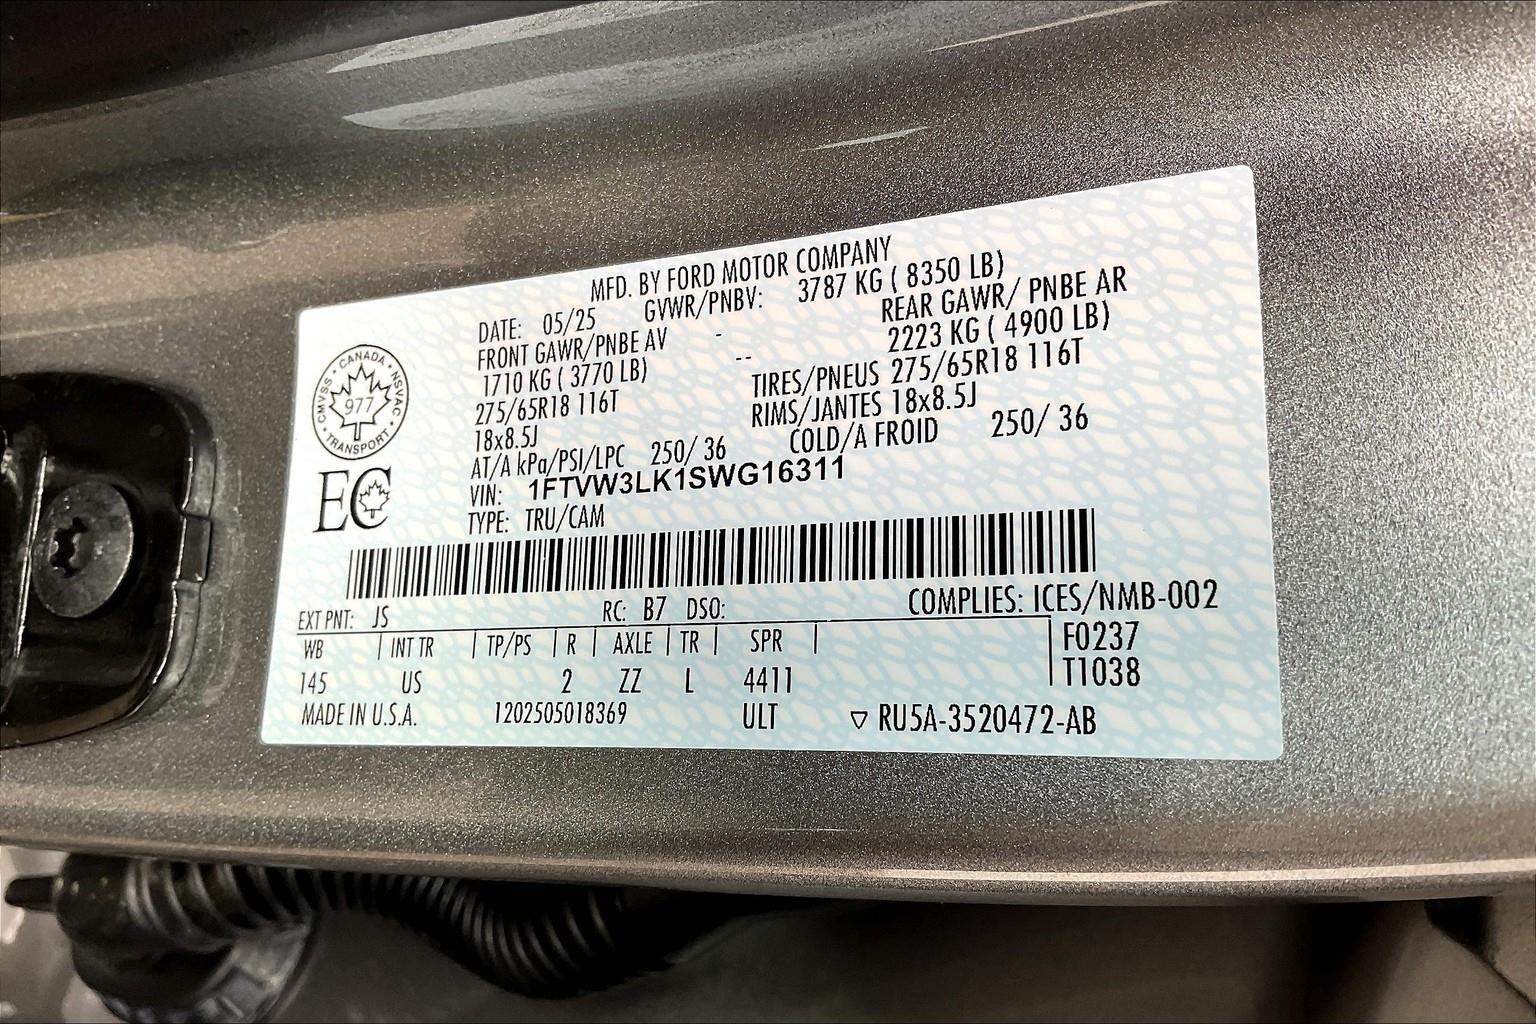 MFD. BY FORD MOTOR COMPANY
DATE: 05/25 GVWR/PNBV: 3787 KG ( 8350 LB)
FRONT GAWR/PNBE AV - REAR GAWR/ PNBE AR
1710 KG ( 3770 LB) -- 2223 KG ( 4900 LB)
275/65R18 116T TIRES/PNEUS 275/65R18 116T
18x8.5J RIMS/JANTES 18x8.5J
AT/A kPa/PSI/LPC 250/ 36 COLD/A FROID 250/ 36
VIN: 1FTVW3LK1SWG16311
TYPE: TRU/CAM
CANADA · NSVAC · TRANSPORT · CMVSS
977
EC
EXT PNT: JS RC: B7 DSO: COMPLIES: ICES/NMB-002
WB | INT TR | TP/PS | R | AXLE | TR | SPR | F0237
145 US 2 ZZ L 4411 T1038
MADE IN U.S.A. 1202505018369 ULT ▽ RU5A-3520472-AB